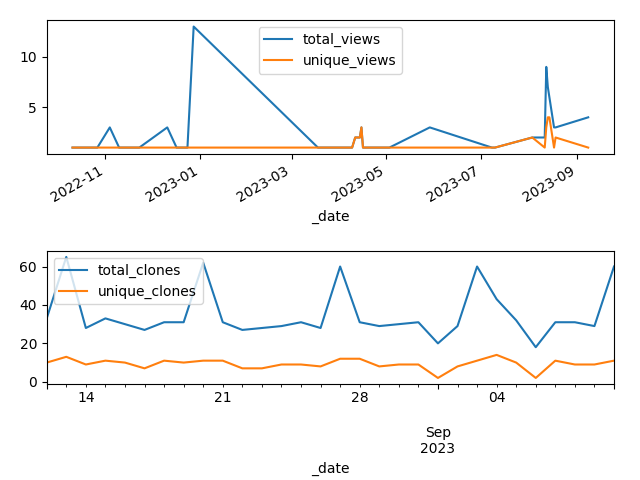 total_views
unique_views
10
5
2022-11
2023-01
2023-03
2023-05
2023-07
2023-09
_date
total_clones
unique_clones
60
40
20
0
14
21
28
04
Sep
2023
_date